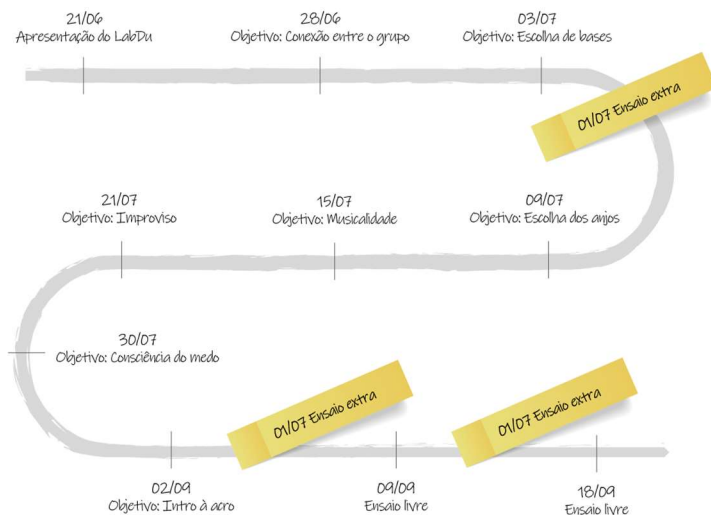 21/06
Apresentação do LabDu
28/06
Objetivo: Conexão entre o grupo
03/07
Objetivo: Escolha de bases
01/07 Ensaio extra
09/07
Objetivo: Escolha dos anjos
15/07
Objetivo: Musicalidade
21/07
Objetivo: Improviso
30/07
Objetivo: Consciência do medo
02/09
Objetivo: Intro à acro
01/07 Ensaio extra
09/09
Ensaio livre
01/07 Ensaio extra
18/09
Ensaio livre